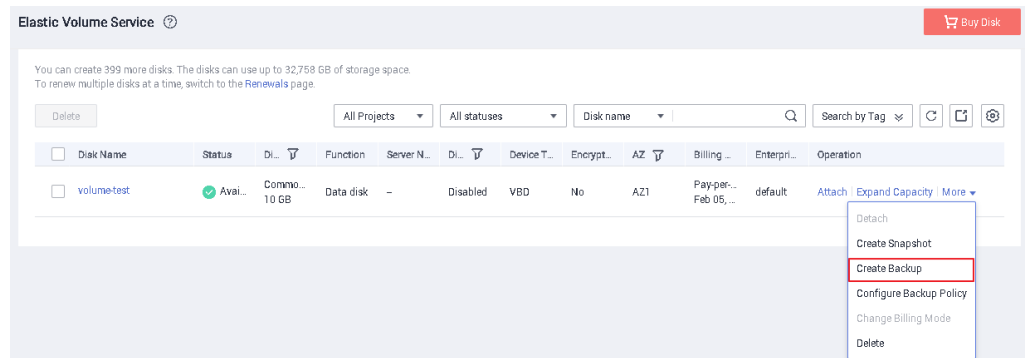 Elastic Volume Service
Buy Disk
You can create 399 more disks. The disks can use up to 32,758 GB of storage space.
To renew multiple disks at a time, switch to the Renewals page.
Delete
All Projects
All statuses
Disk name
Search by Tag
Disk Name Status Di... Function Server N... Di... Device T... Encrypt... AZ Billing ... Enterpri... Operation
volume-test Avai... Commo... Data disk -- Disabled VBD No AZ1 Pay-per-... default Attach Expand Capacity More
10 GB Feb 05, ...
Detach
Create Snapshot
Create Backup
Configure Backup Policy
Change Billing Mode
Delete